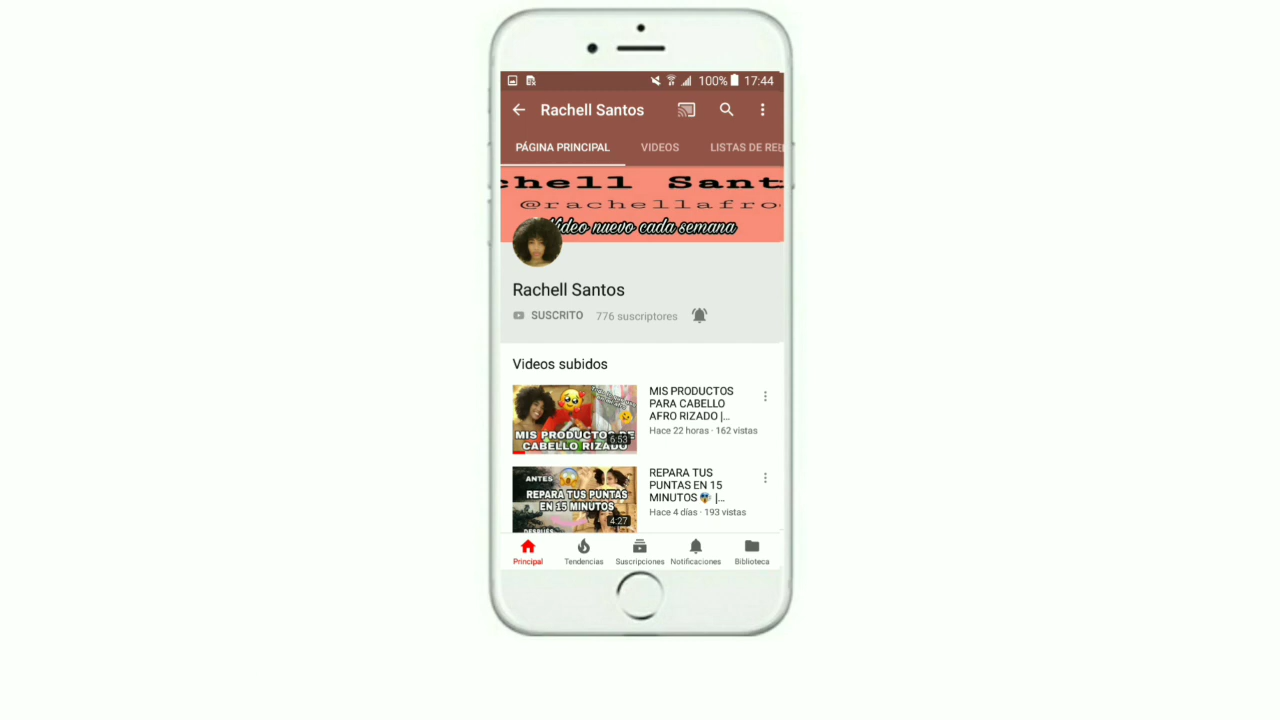 100% 17:44
Rachell Santos
PÁGINA PRINCIPAL VIDEOS LISTAS DE RE
chell Sant
@rachellafro
Video nuevo cada semana
Rachell Santos
SUSCRITO 776 suscriptores
Videos subidos
MIS PRODUCTOS
PARA CABELLO
AFRO RIZADO |...
Hace 22 horas · 162 vistas
MIS PRODUCTOS DE
CABELLO RIZADO
6:53
REPARA TUS
PUNTAS EN 15
MINUTOS 😱 |...
Hace 4 días · 193 vistas
ANTES
REPARA TUS PUNTAS
EN 15 MINUTOS
4:27
DESPUÉS
Principal Tendencias Suscripciones Notificaciones Biblioteca